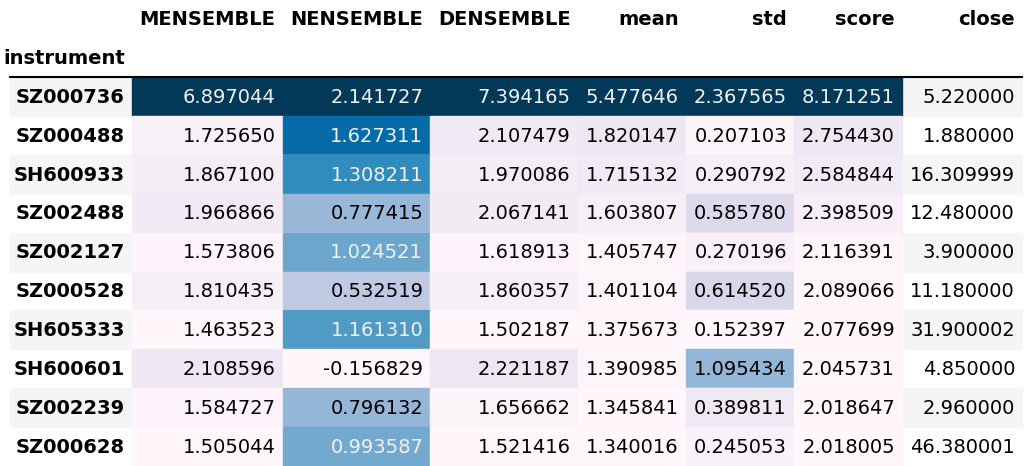 MENSEMBLE NENSEMBLE DENSEMBLE mean std score close
instrument
SZ000736 6.897044 2.141727 7.394165 5.477646 2.367565 8.171251 5.220000
SZ000488 1.725650 1.627311 2.107479 1.820147 0.207103 2.754430 1.880000
SH600933 1.867100 1.308211 1.970086 1.715132 0.290792 2.584844 16.309999
SZ002488 1.966866 0.777415 2.067141 1.603807 0.585780 2.398509 12.480000
SZ002127 1.573806 1.024521 1.618913 1.405747 0.270196 2.116391 3.900000
SZ000528 1.810435 0.532519 1.860357 1.401104 0.614520 2.089066 11.180000
SH605333 1.463523 1.161310 1.502187 1.375673 0.152397 2.077699 31.900002
SH600601 2.108596 -0.156829 2.221187 1.390985 1.095434 2.045731 4.850000
SZ002239 1.584727 0.796132 1.656662 1.345841 0.389811 2.018647 2.960000
SZ000628 1.505044 0.993587 1.521416 1.340016 0.245053 2.018005 46.380001